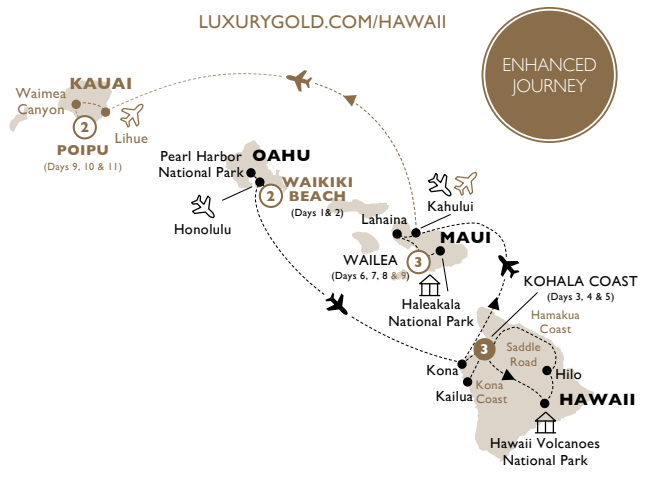 LUXURYGOLD.COM/HAWAII
ENHANCED
JOURNEY
KAUAI
Waimea
Canyon
2
Lihue
POIPU
(Days 9, 10 & 11)
Pearl Harbor
National Park
OAHU
WAIKIKI
BEACH
2
(Days 1& 2)
Honolulu
Kahului
Lahaina
MAUI
WAILEA
3
(Days 6, 7, 8 & 9)
Haleakala
National Park
KOHALA COAST
(Days 3, 4 & 5)
Hamakua
Coast
3
Saddle
Road
Kona
Hilo
Kailua
Kona
Coast
HAWAII
Hawaii Volcanoes
National Park